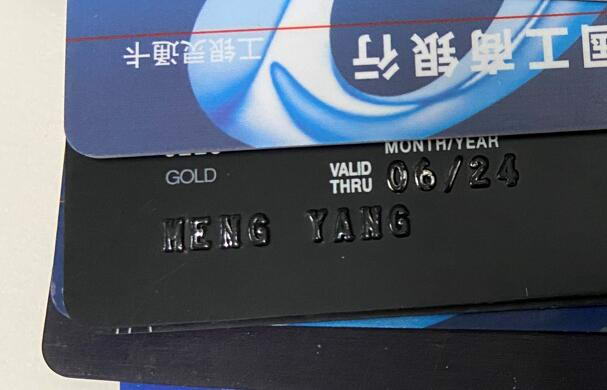 国工商银行
工银灵通卡
MONTH/YEAR
GOLD
VALID THRU 06/24
MENG YANG